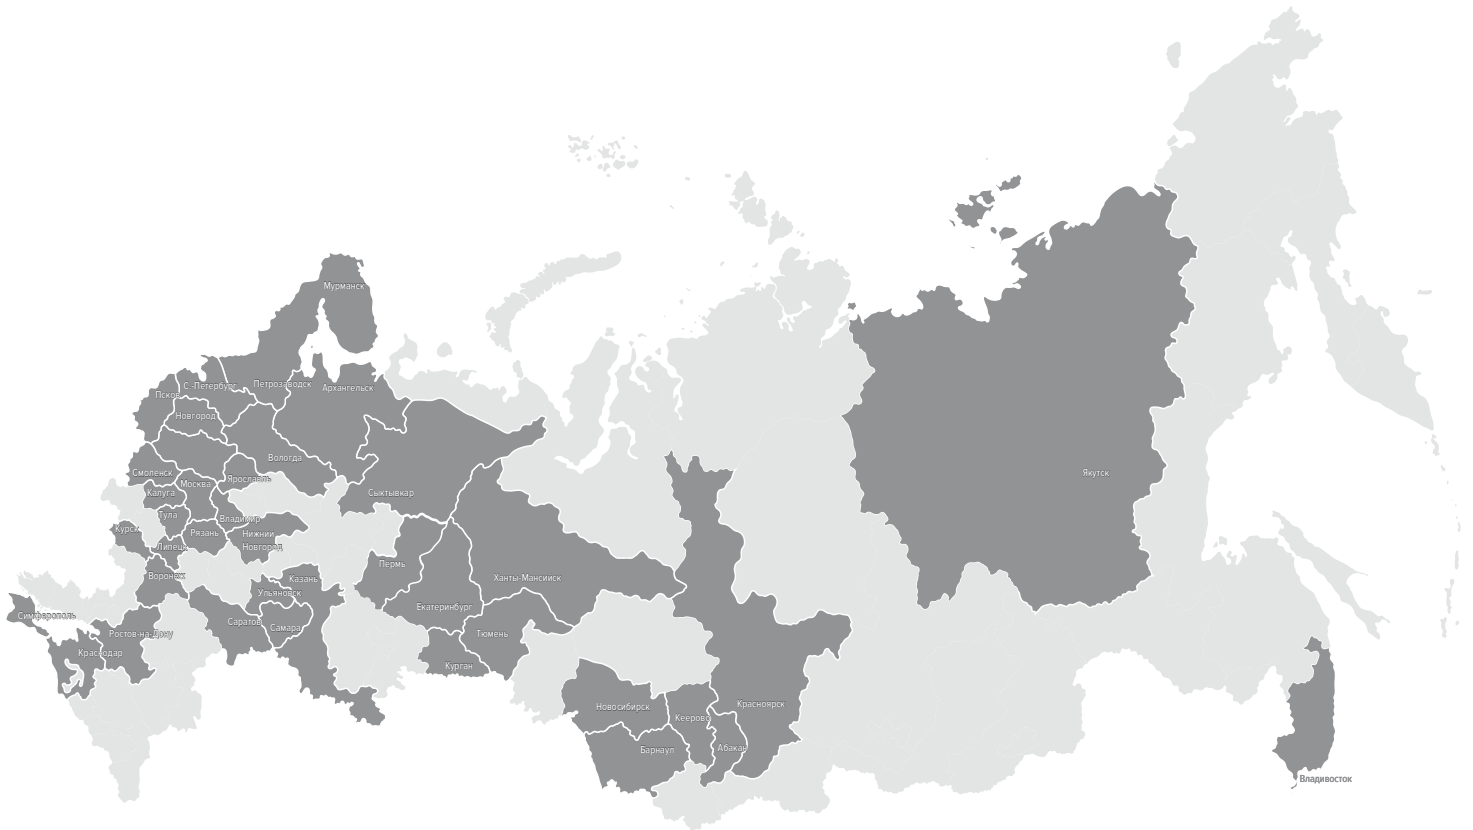 Мурманск
С.-Петербург
Петрозаводск
Архангельск
Псков
Новгород
Вологда
Смоленск
Москва
Ярославль
Калуга
Сыктывкар
Якутск
Тула
Владимир
Курск
Рязань
Нижний
Новгород
Липецк
Пермь
Воронеж
Казань
Ханты-Мансийск
Ульяновск
Екатеринбург
Симферополь
Саратов
Самара
Ростов-на-Дону
Тюмень
Краснодар
Курган
Новосибирск
Кеерово
Красноярск
Барнаул
Абакан
Владивосток